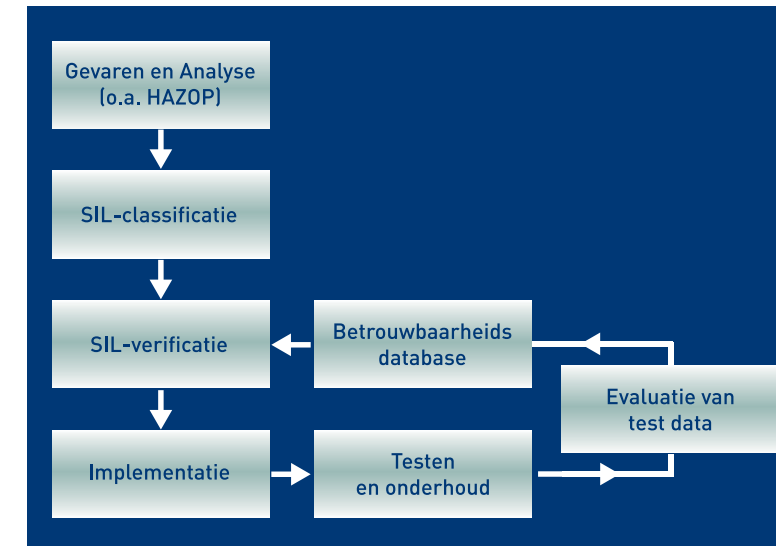 Gevaren en Analyse
(o.a. HAZOP)
SIL-classificatie
SIL-verificatie
Betrouwbaarheids
database
Evaluatie van
test data
Implementatie
Testen
en onderhoud